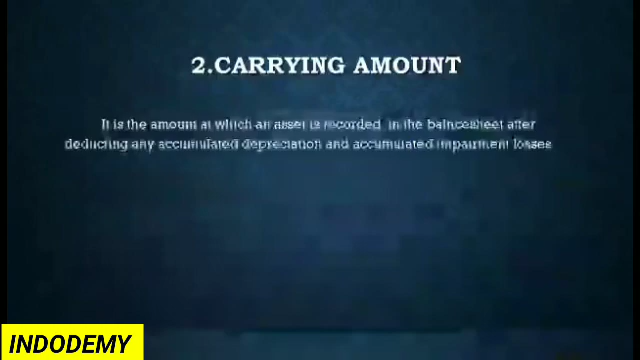 2.CARRYING AMOUNT
It is the amount at which an asset is recorded in the balncesheet after
deducting any accumulated depreciation and accumulated impairment losses
INDODEMY